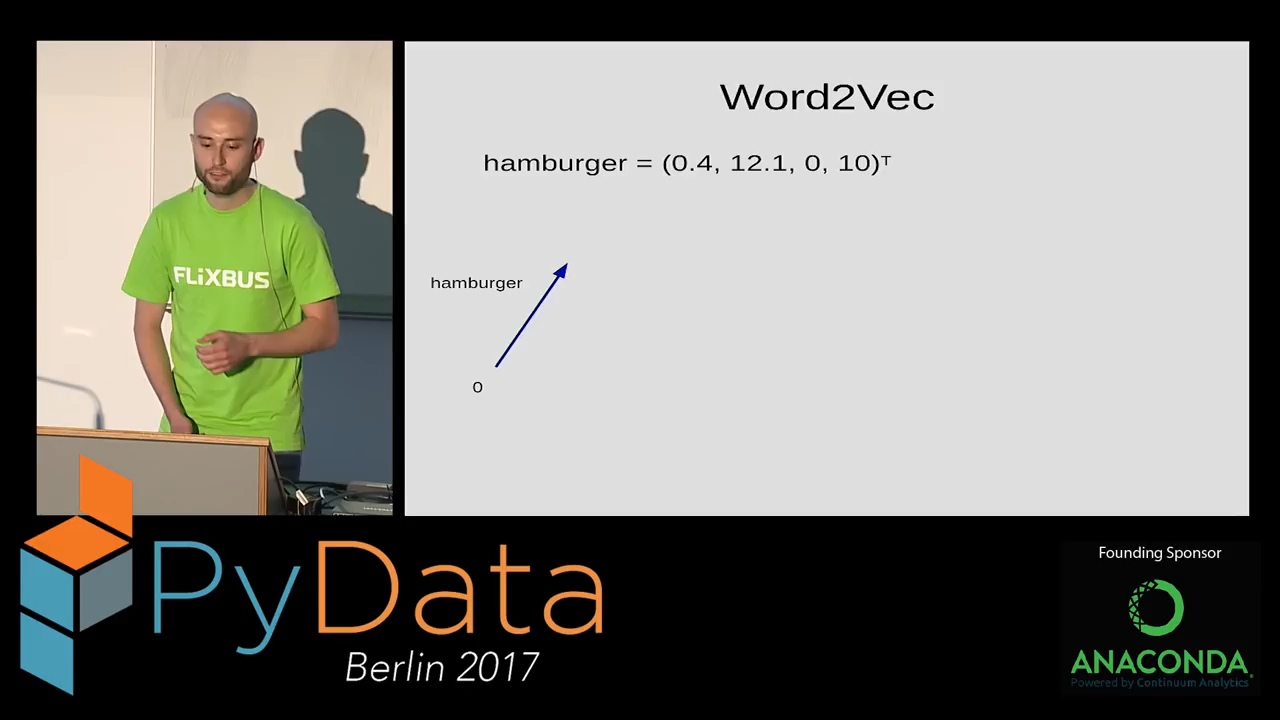 Word2Vec
hamburger = (0.4, 12.1, 0, 10)ᵀ
hamburger
0
FLiXBUS
PyData
Berlin 2017
Founding Sponsor
ANACONDA
Powered by Continuum Analytics